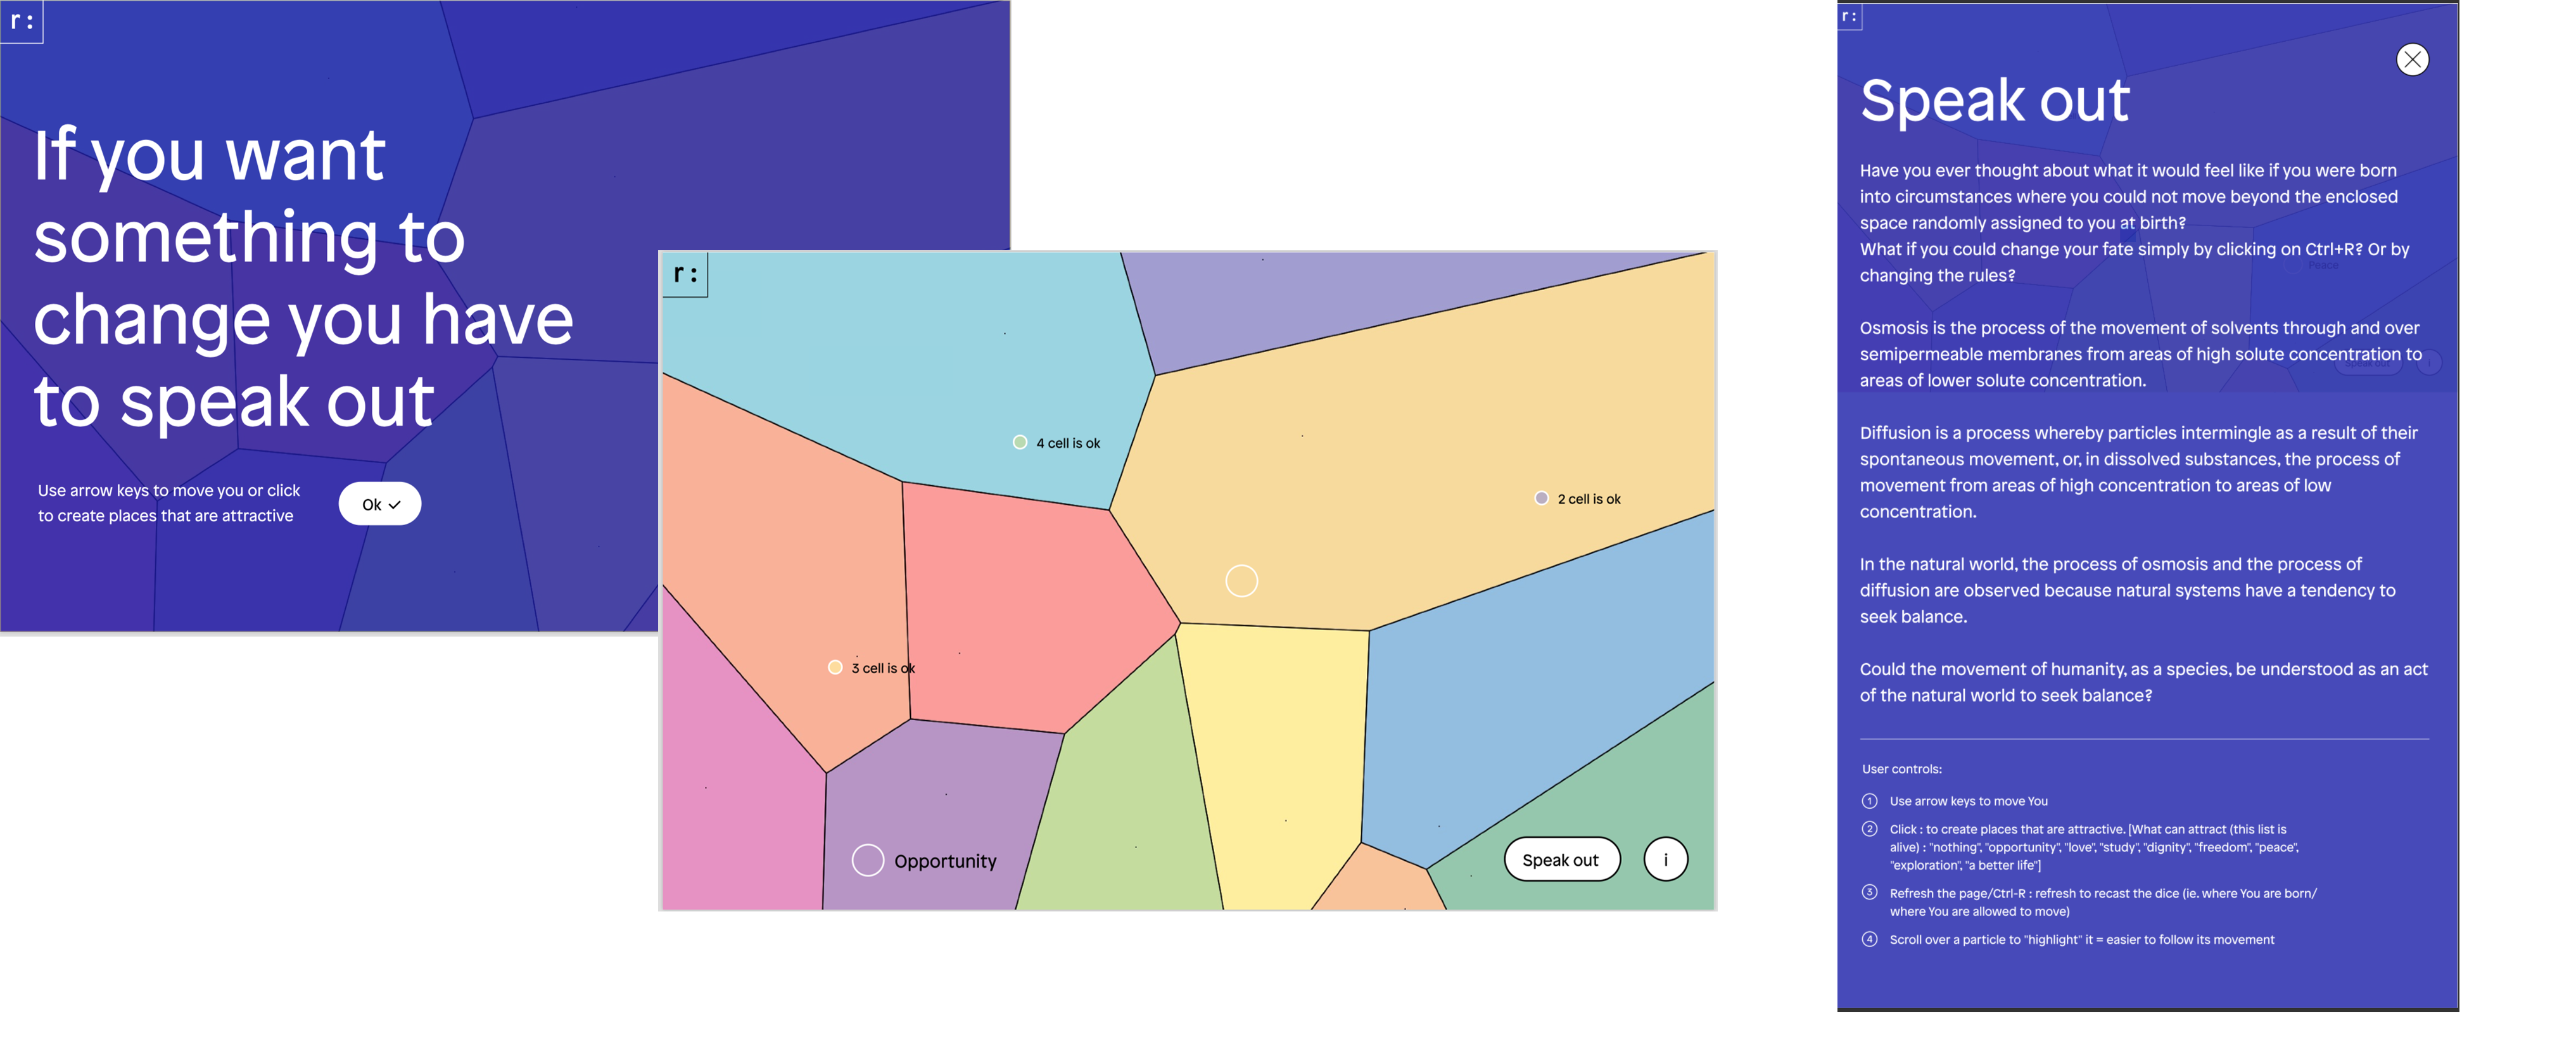 r:
If you want
something to
change you have
to speak out
Use arrow keys to move you or click
to create places that are attractive
Ok
r:
4 cell is ok
2 cell is ok
3 cell is ok
Opportunity
Speak out
i
r:
Speak out
Have you ever thought about what it would feel like if you were born
into circumstances where you could not move beyond the enclosed
space randomly assigned to you at birth?
What if you could change your fate simply by clicking on Ctrl+R? Or by
changing the rules?
Peace
Osmosis is the process of the movement of solvents through and over
semipermeable membranes from areas of high solute concentration to
areas of lower solute concentration.
Speak out
i
Diffusion is a process whereby particles intermingle as a result of their
spontaneous movement, or, in dissolved substances, the process of
movement from areas of high concentration to areas of low
concentration.
In the natural world, the process of osmosis and the process of
diffusion are observed because natural systems have a tendency to
seek balance.
Could the movement of humanity, as a species, be understood as an act
of the natural world to seek balance?
User controls:
1 Use arrow keys to move You
2 Click : to create places that are attractive. [What can attract (this list is
alive) : "nothing", "opportunity", "love", "study", "dignity", "freedom", "peace",
"exploration", "a better life"]
3 Refresh the page/Ctrl-R : refresh to recast the dice (ie. where You are born/
where You are allowed to move)
4 Scroll over a particle to "highlight" it = easier to follow its movement